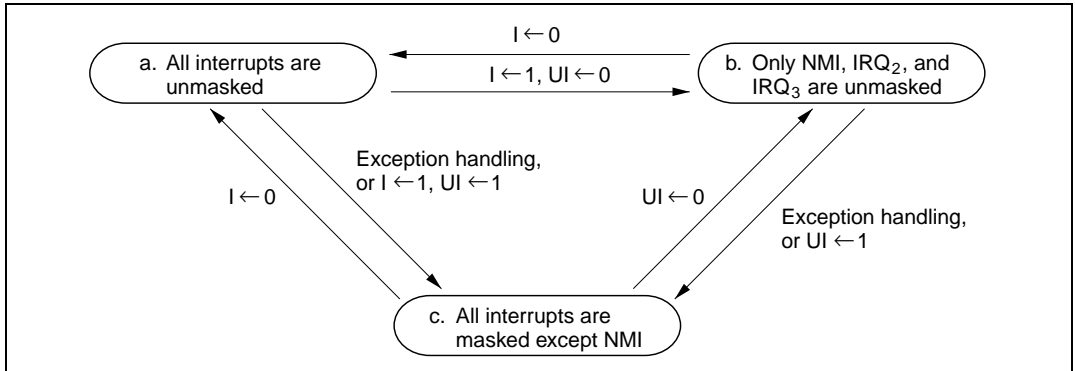 I ← 0
a. All interrupts are
unmasked
I ← 1, UI ← 0
b. Only NMI, IRQ2, and
IRQ3 are unmasked
Exception handling,
or I ← 1, UI ← 1
I ← 0
UI ← 0
Exception handling,
or UI ← 1
c. All interrupts are
masked except NMI